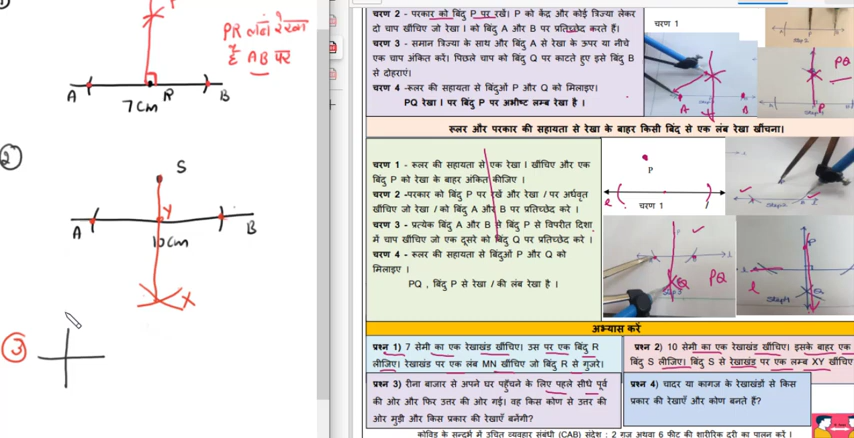 PR लंब रेखा
है AB पर
A
7 cm
R
B
②
S
Y
A
10 cm
B
X
③
चरण 2 - परकार को बिंदु P पर रखें। P को केंद्र और कोई त्रिज्या लेकर
दो चाप खींचिए जो रेखा l को बिंदु A और B पर प्रतिच्छेद करते हैं।
चरण 3 - समान त्रिज्या के साथ और बिंदु A से रेखा के ऊपर या नीचे
एक चाप अंकित करें। पिछले चाप को बिंदु Q पर काटते हुए इसे बिंदु B
से दोहराएं।
चरण 4 - रूलर की सहायता से बिंदुओं P और Q को मिलाइए।
PQ रेखा l पर बिंदु P पर अभीष्ट लम्ब रेखा है ।
चरण 1
A
P
B
PQ
P
रूलर और परकार की सहायता से रेखा के बाहर किसी बिंदु से एक लंब रेखा खींचना।
चरण 1 - रूलर की सहायता से एक रेखा l खींचिए और एक
बिंदु P को रेखा के बाहर अंकित कीजिए ।
चरण 2 -परकार को बिंदु P पर रखें और रेखा l पर अर्धवृत
खींचिए जो रेखा l को बिंदु A और B पर प्रतिच्छेद करे ।
चरण 3 - प्रत्येक बिंदु A और B से बिंदु P से विपरीत दिशा
में चाप खींचिए जो एक दूसरे को बिंदु Q पर प्रतिच्छेद करे ।
चरण 4 - रूलर की सहायता से बिंदुओं P और Q को
मिलाइए ।
PQ , बिंदु P से रेखा l की लंब रेखा है ।
P
चरण 1
l
Q
PQ
P
l
Q
अभ्यास करें
प्रश्न 1) 7 सेमी का एक रेखाखंड खींचिए। उस पर एक बिंदु R
लीजिए। रेखाखंड पर एक लंब MN खींचिए जो बिंदु R से गुजरे।
प्रश्न 2) 10 सेमी का एक रेखाखंड खींचिए। इसके बाहर एक
बिंदु S लीजिए। बिंदु S से रेखाखंड पर एक लम्ब XY खींचिए
प्रश्न 3) रीना बाजार से अपने घर पहुँचने के लिए पहले सीधे पूर्व
की ओर और फिर उत्तर की ओर गई। वह किस कोण से उत्तर की
ओर मुड़ी और किस प्रकार की रेखाएँ बनेंगी?
प्रश्न 4) चादर या कागज के रेखाखंडों से किस
प्रकार की रेखाएँ और कोण बनते हैं?
कोविड के सन्दर्भ में उचित व्यवहार संबंधी (CAB) संदेश : 2 गज अथवा 6 फीट की शारीरिक दूरी का पालन करें ।